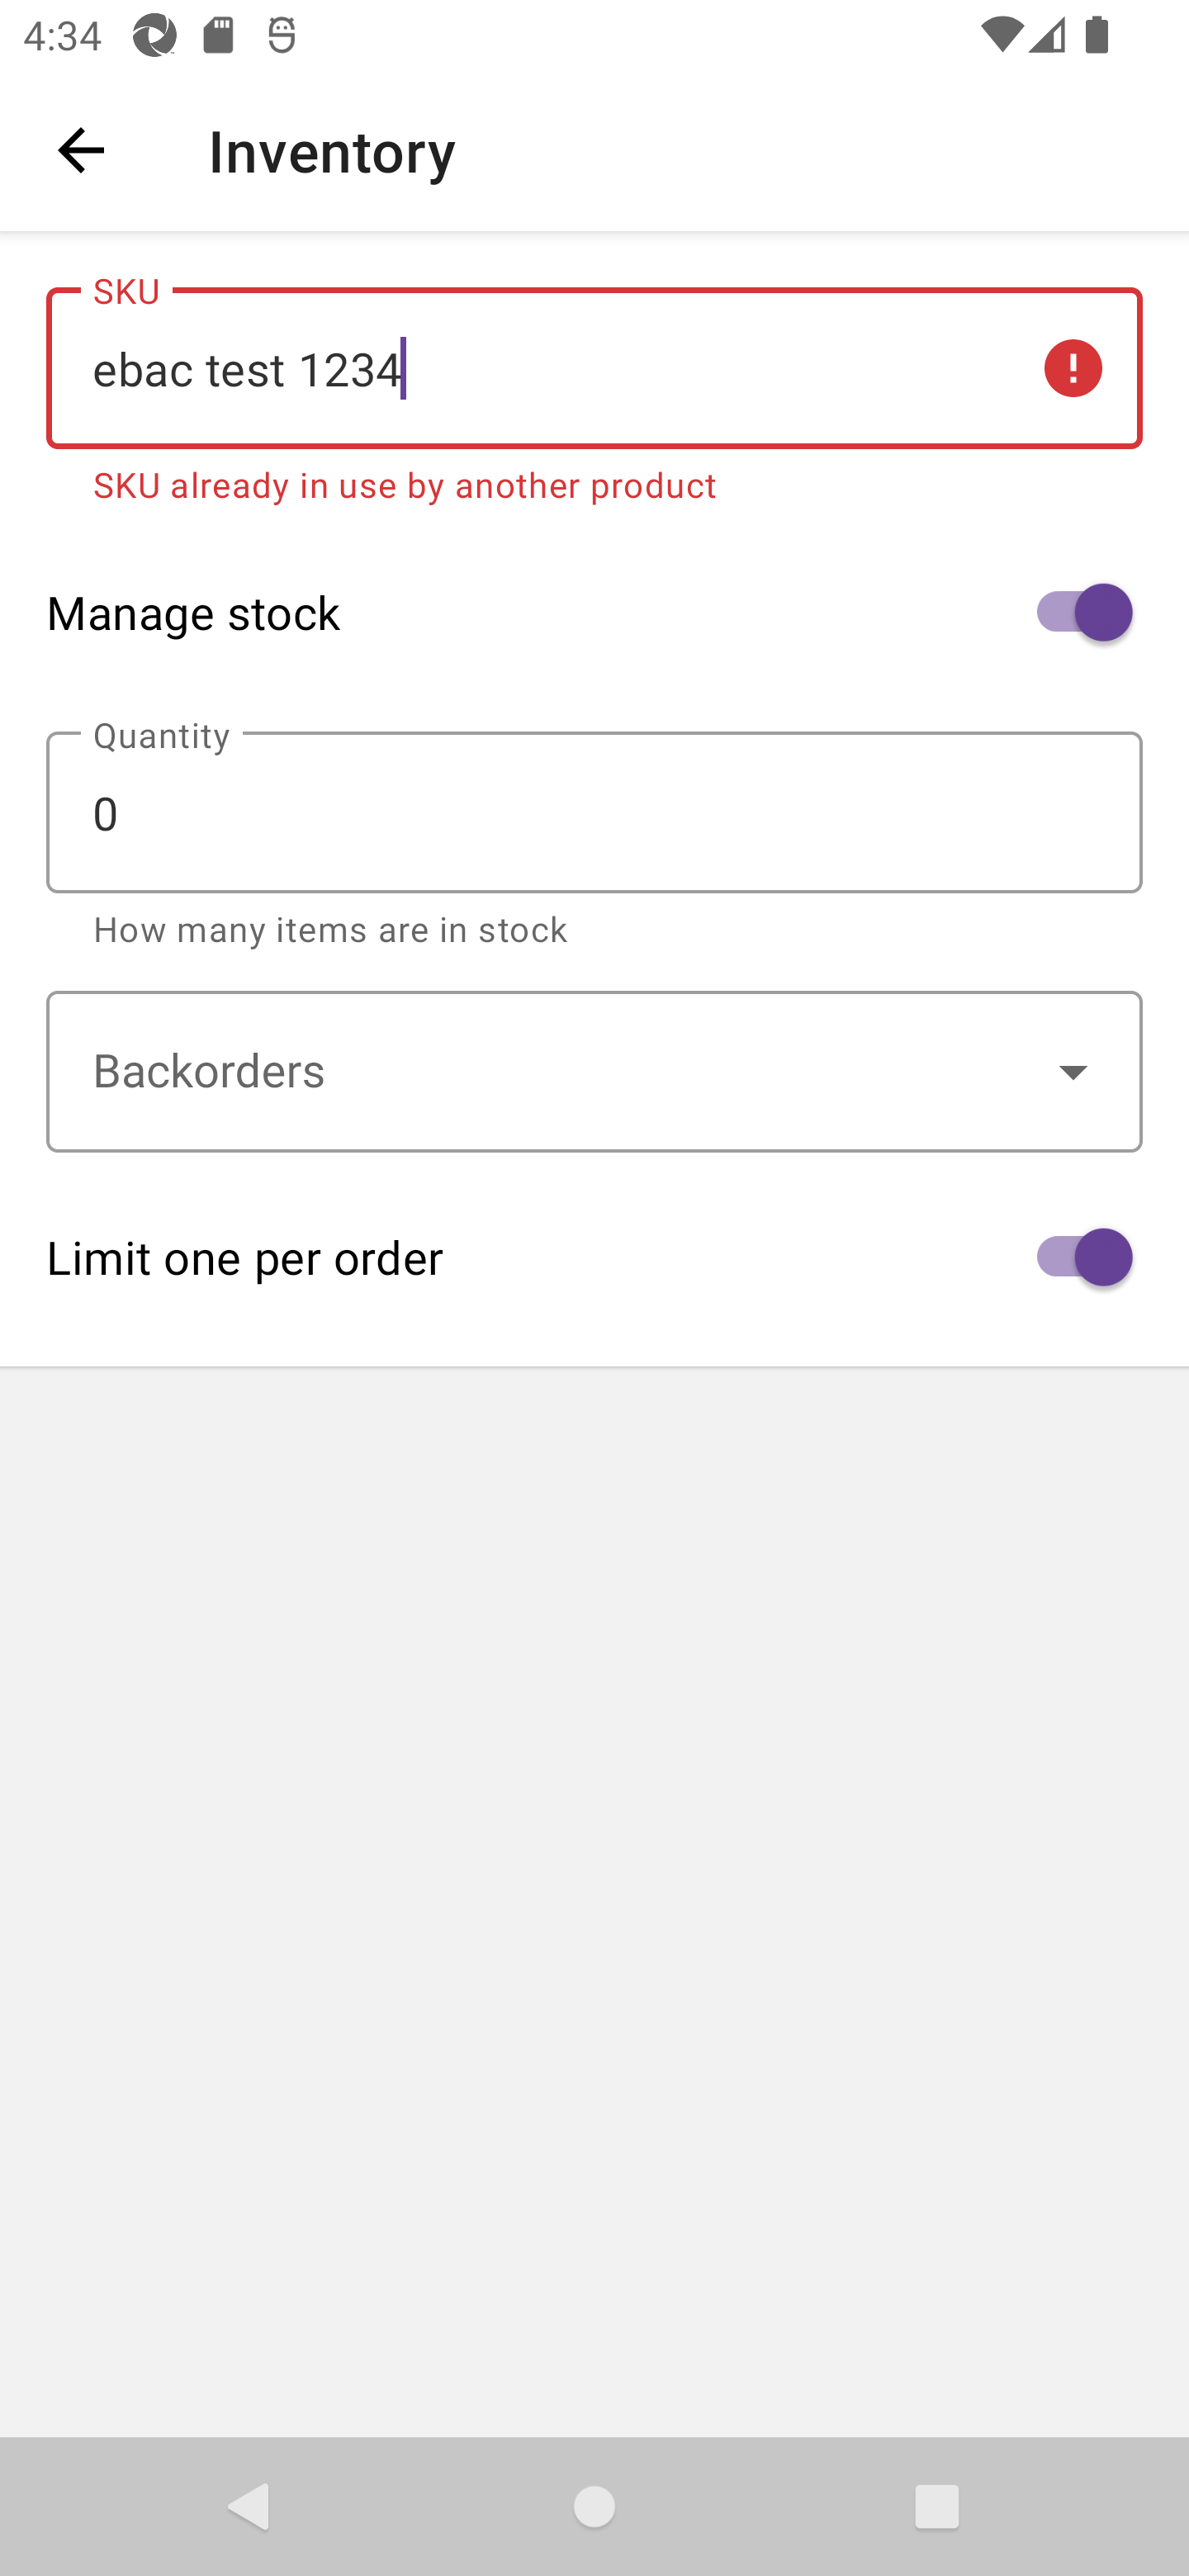 4:34
Inventory
SKU
ebac test 1234
SKU already in use by another product
Manage stock
Quantity
0
How many items are in stock
Backorders
Limit one per order